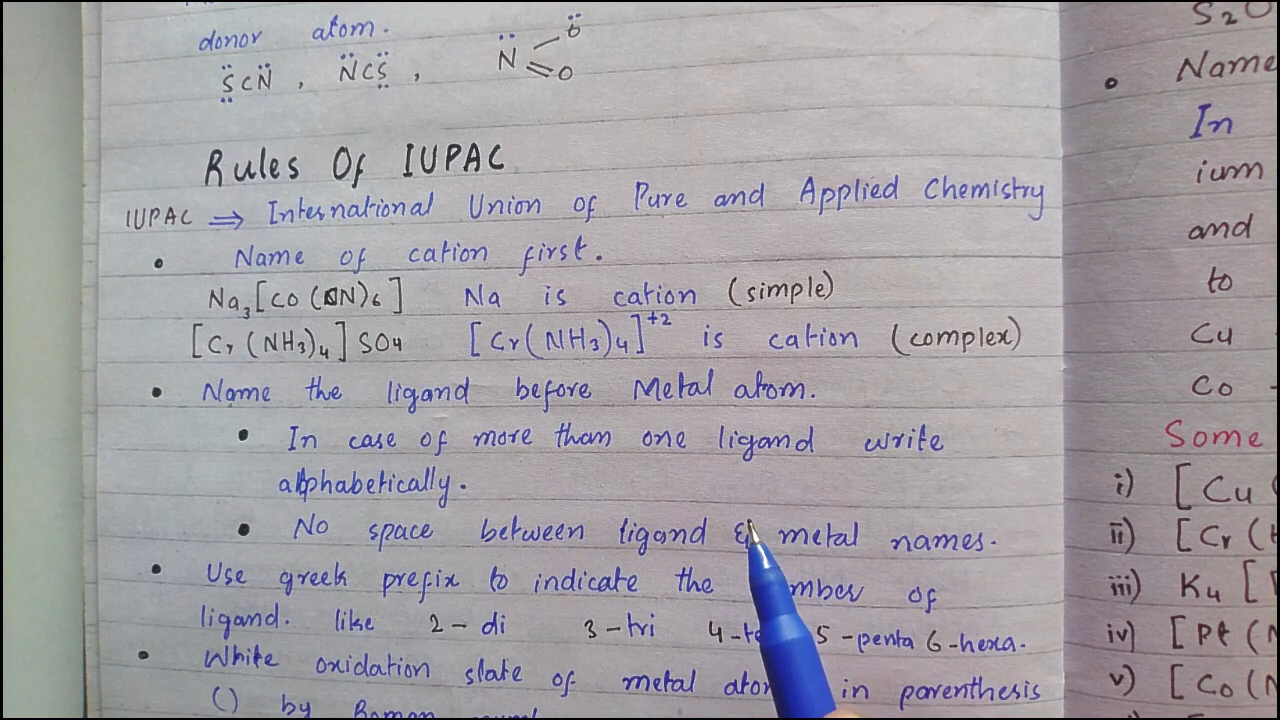 donor atom.
S̈CN̈ , N̈CS̈ , N̈ Ö
O
Rules Of IUPAC
IUPAC ⇒ International Union of Pure and Applied Chemistry
• Name of cation first.
Na₃[CO(CN)₆] Na is cation (simple)
[Cr(NH3)₄]SO₄ [Cr(NH3)₄]⁺² is cation (complex)
• Name the ligand before Metal atom.
• In case of more than one ligand write
alphabetically.
• No space between ligand & metal names.
• Use greek prefix to indicate the mber of
ligand. like 2-di 3-tri 4-te 5-penta 6-hexa.
• White oxidation state of metal atom in parenthesis
() by
S₂O
• Name
In
ium
and
to
Cu
Co
Some
i) [Cu(
ii) [Cr(
iii) K₄[
iv) [Pt(
v) [Co(